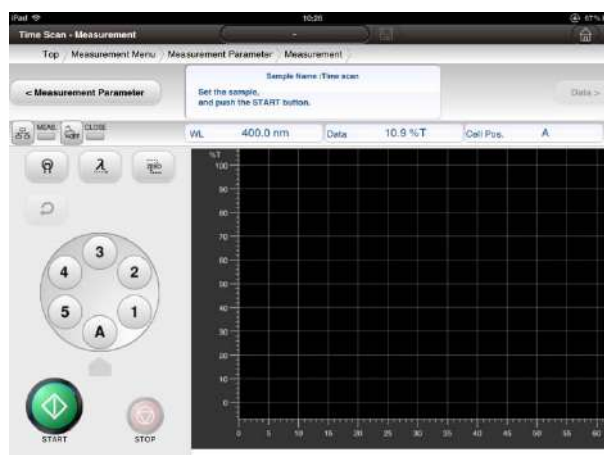 iPad 10:26 67%
Time Scan - Measurement
-
Top / Measurement Menu / Measurement Parameter / Measurement
< Measurement Parameter
Sample Name :Time scan
Set the sample,
and push the START button.
Data >
MEAS. Light CLOSE
WL 400.0 nm Data 10.9 %T Cell Pos. A
λ
3
4 2
5 1
A
START STOP
%T
100
90
80
70
60
50
40
30
20
10
0
0 5 10 15 20 25 30 35 40 45 50 55 60